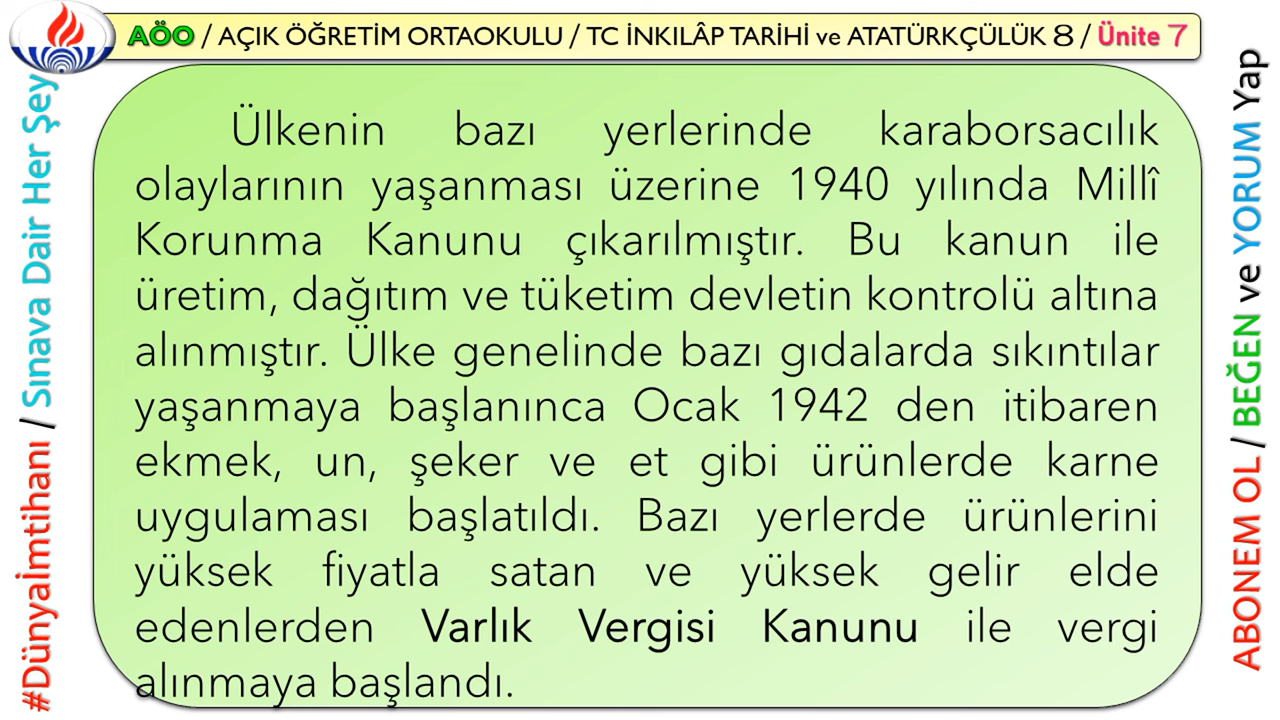 AÖO / AÇIK ÖĞRETİM ORTAOKULU / TC İNKILÂP TARİHİ ve ATATÜRKÇÜLÜK 8 / Ünite 7
#Dünyaimtihanı / Sınava Dair Her Şey
Ülkenin bazı yerlerinde karaborsacılık
olaylarının yaşanması üzerine 1940 yılında Millî
Korunma Kanunu çıkarılmıştır. Bu kanun ile
üretim, dağıtım ve tüketim devletin kontrolü altına
alınmıştır. Ülke genelinde bazı gıdalarda sıkıntılar
yaşanmaya başlanınca Ocak 1942 den itibaren
ekmek, un, şeker ve et gibi ürünlerde karne
uygulaması başlatıldı. Bazı yerlerde ürünlerini
yüksek fiyatla satan ve yüksek gelir elde
edenlerden Varlık Vergisi Kanunu ile vergi
alınmaya başlandı.
ABONEM OL / BEĞEN ve YORUM Yap